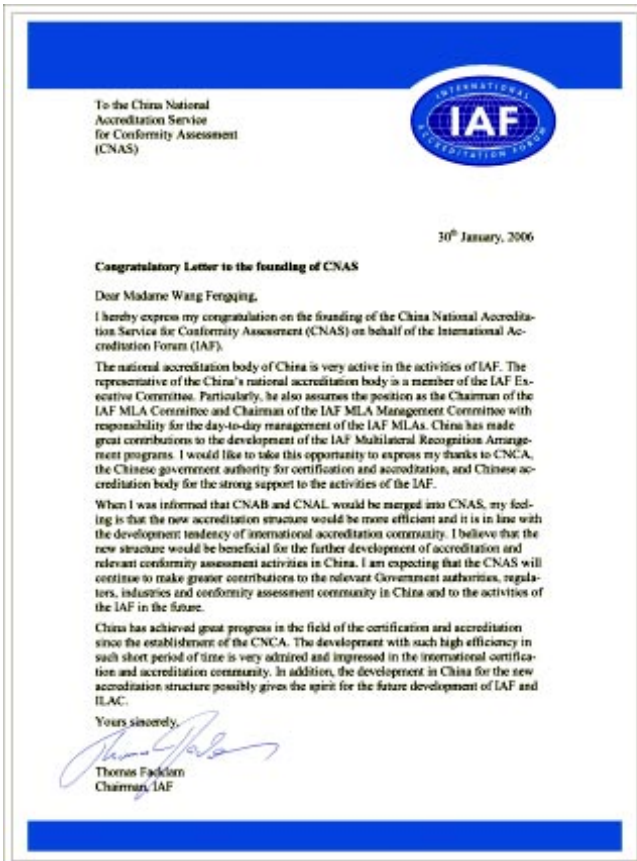 To the China National
Accreditation Service
for Conformity Assessment
(CNAS)
INTERNATIONAL
IAF
ACCREDITATION FORUM
30th January, 2006
Congratulatory Letter to the founding of CNAS
Dear Madame Wang Fengqing,
I hereby express my congratulation on the founding of the China National Accredita-
tion Service for Conformity Assessment (CNAS) on behalf of the International Ac-
creditation Forum (IAF).
The national accreditation body of China is very active in the activities of IAF. The
representative of the China's national accreditation body is a member of the IAF Ex-
ecutive Committee. Particularly, he also assumes the position as the Chairman of the
IAF MLA Committee and Chairman of the IAF MLA Management Committee with
responsibility for the day-to-day management of the IAF MLAs. China has made
great contributions to the development of the IAF Multilateral Recognition Arrange-
ment programs. I would like to take this opportunity to express my thanks to CNCA,
the Chinese government authority for certification and accreditation, and Chinese ac-
creditation body for the strong support to the activities of the IAF.
When I was informed that CNAB and CNAL would be merged into CNAS, my feel-
ing is that the new accreditation structure would be more efficient and it is in line with
the development tendency of international accreditation community. I believe that the
new structure would be beneficial for the further development of accreditation and
relevant conformity assessment activities in China. I am expecting that the CNAS will
continue to make greater contributions to the relevant Government authorities, regula-
tors, industries and conformity assessment community in China and to the activities of
the IAF in the future.
China has achieved great progress in the field of the certification and accreditation
since the establishment of the CNCA. The development with such high efficiency in
such short period of time is very admired and impressed in the international certifica-
tion and accreditation community. In addition, the development in China for the new
accreditation structure possibly gives the spirit for the future development of IAF and
ILAC.
Yours sincerely,
Thomas Facklam
Chairman, IAF